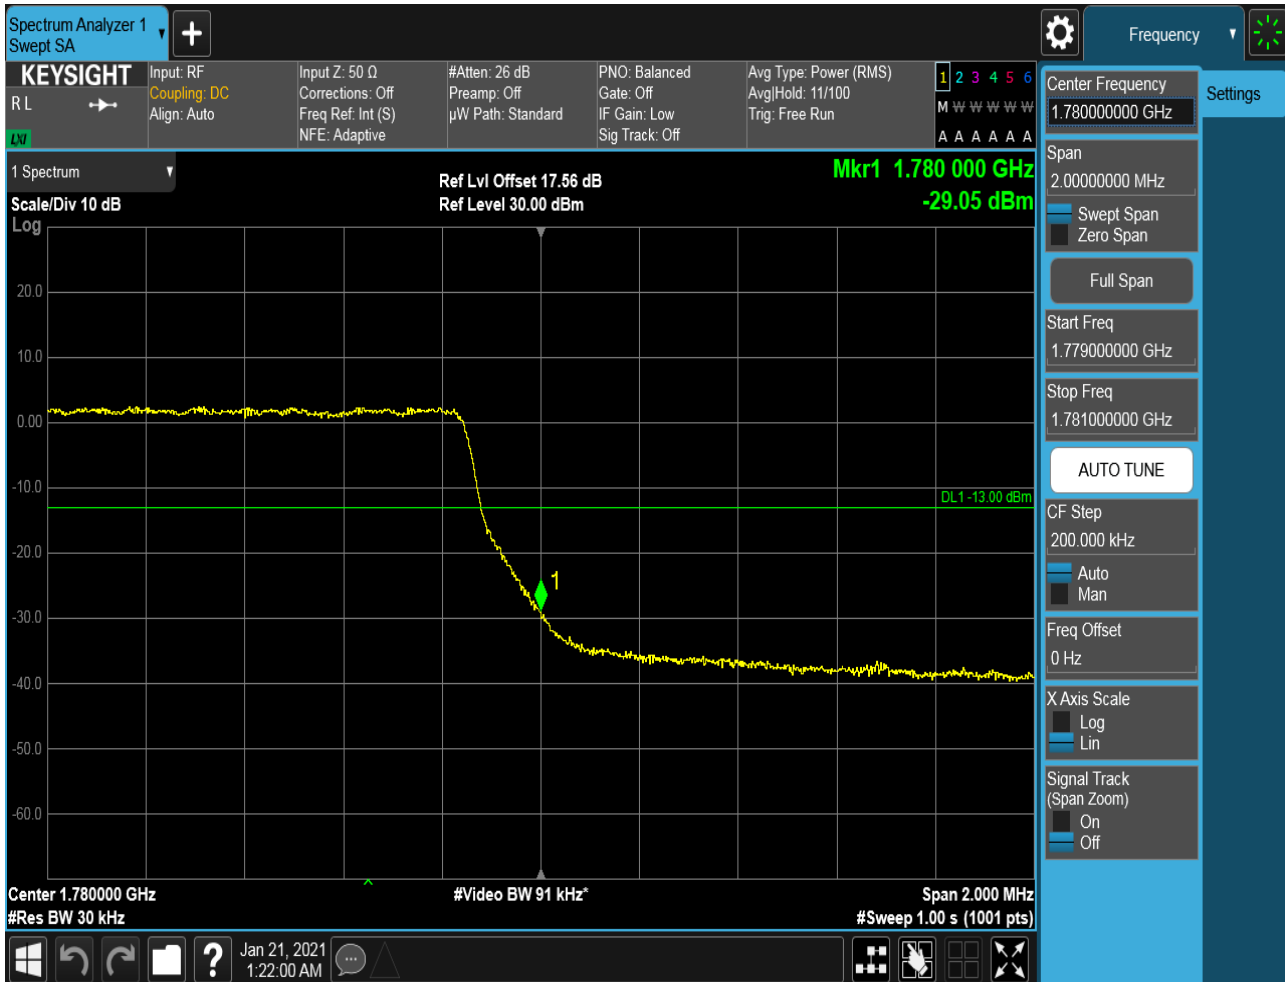 Spectrum Analyzer 1
Swept SA
Frequency
KEYSIGHT
R L
LXI
Input: RF
Coupling: DC
Align: Auto
Input Z: 50 Ω
Corrections: Off
Freq Ref: Int (S)
NFE: Adaptive
#Atten: 26 dB
Preamp: Off
µW Path: Standard
PNO: Balanced
Gate: Off
IF Gain: Low
Sig Track: Off
Avg Type: Power (RMS)
Avg|Hold: 11/100
Trig: Free Run
1 2 3 4 5 6
M W W W W W
A A A A A A
1 Spectrum
Scale/Div 10 dB
Log
Ref Lvl Offset 17.56 dB
Ref Level 30.00 dBm
Mkr1 1.780 000 GHz
-29.05 dBm
20.0
10.0
0.00
-10.0
-20.0
-30.0
-40.0
-50.0
-60.0
DL1 -13.00 dBm
1
Center 1.780000 GHz
#Res BW 30 kHz
#Video BW 91 kHz*
Span 2.000 MHz
#Sweep 1.00 s (1001 pts)
Jan 21, 2021
1:22:00 AM
?
Center Frequency
1.780000000 GHz
Settings
Span
2.00000000 MHz
Swept Span
Zero Span
Full Span
Start Freq
1.779000000 GHz
Stop Freq
1.781000000 GHz
AUTO TUNE
CF Step
200.000 kHz
Auto
Man
Freq Offset
0 Hz
X Axis Scale
Log
Lin
Signal Track
(Span Zoom)
On
Off